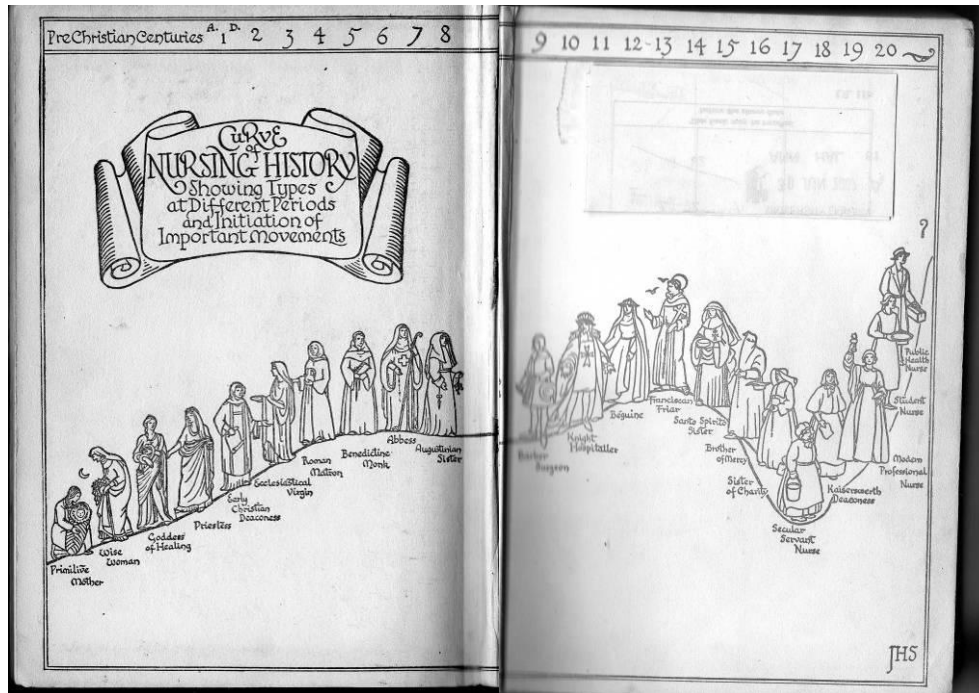 PreChristian Centuries A.D. 1 2 3 4 5 6 7 8
9 10 11 12-13 14 15 16 17 18 19 20
CURVE
of
NURSING HISTORY
Showing Types
at Different Periods
and Initiation of
Important Movements
Primitive
Mother
Wise
Woman
Goddess
of Healing
Priestess
Early
Christian
Deaconess
Ecclesiastical
Virgin
Roman
Matron
Benedictine
Monk
Abbess
Augustinian
Sister
Barber
Surgeon
Knight
Hospitaller
Béguine
Franciscan
Friar
Santo Spirito
Sister
Brother
of Mercy
Sister
of Charity
Secular
Servant
Nurse
Kaiserswerth
Deaconess
Modern
Professional
Nurse
Student
Nurse
Public
Health
Nurse
?
JHS